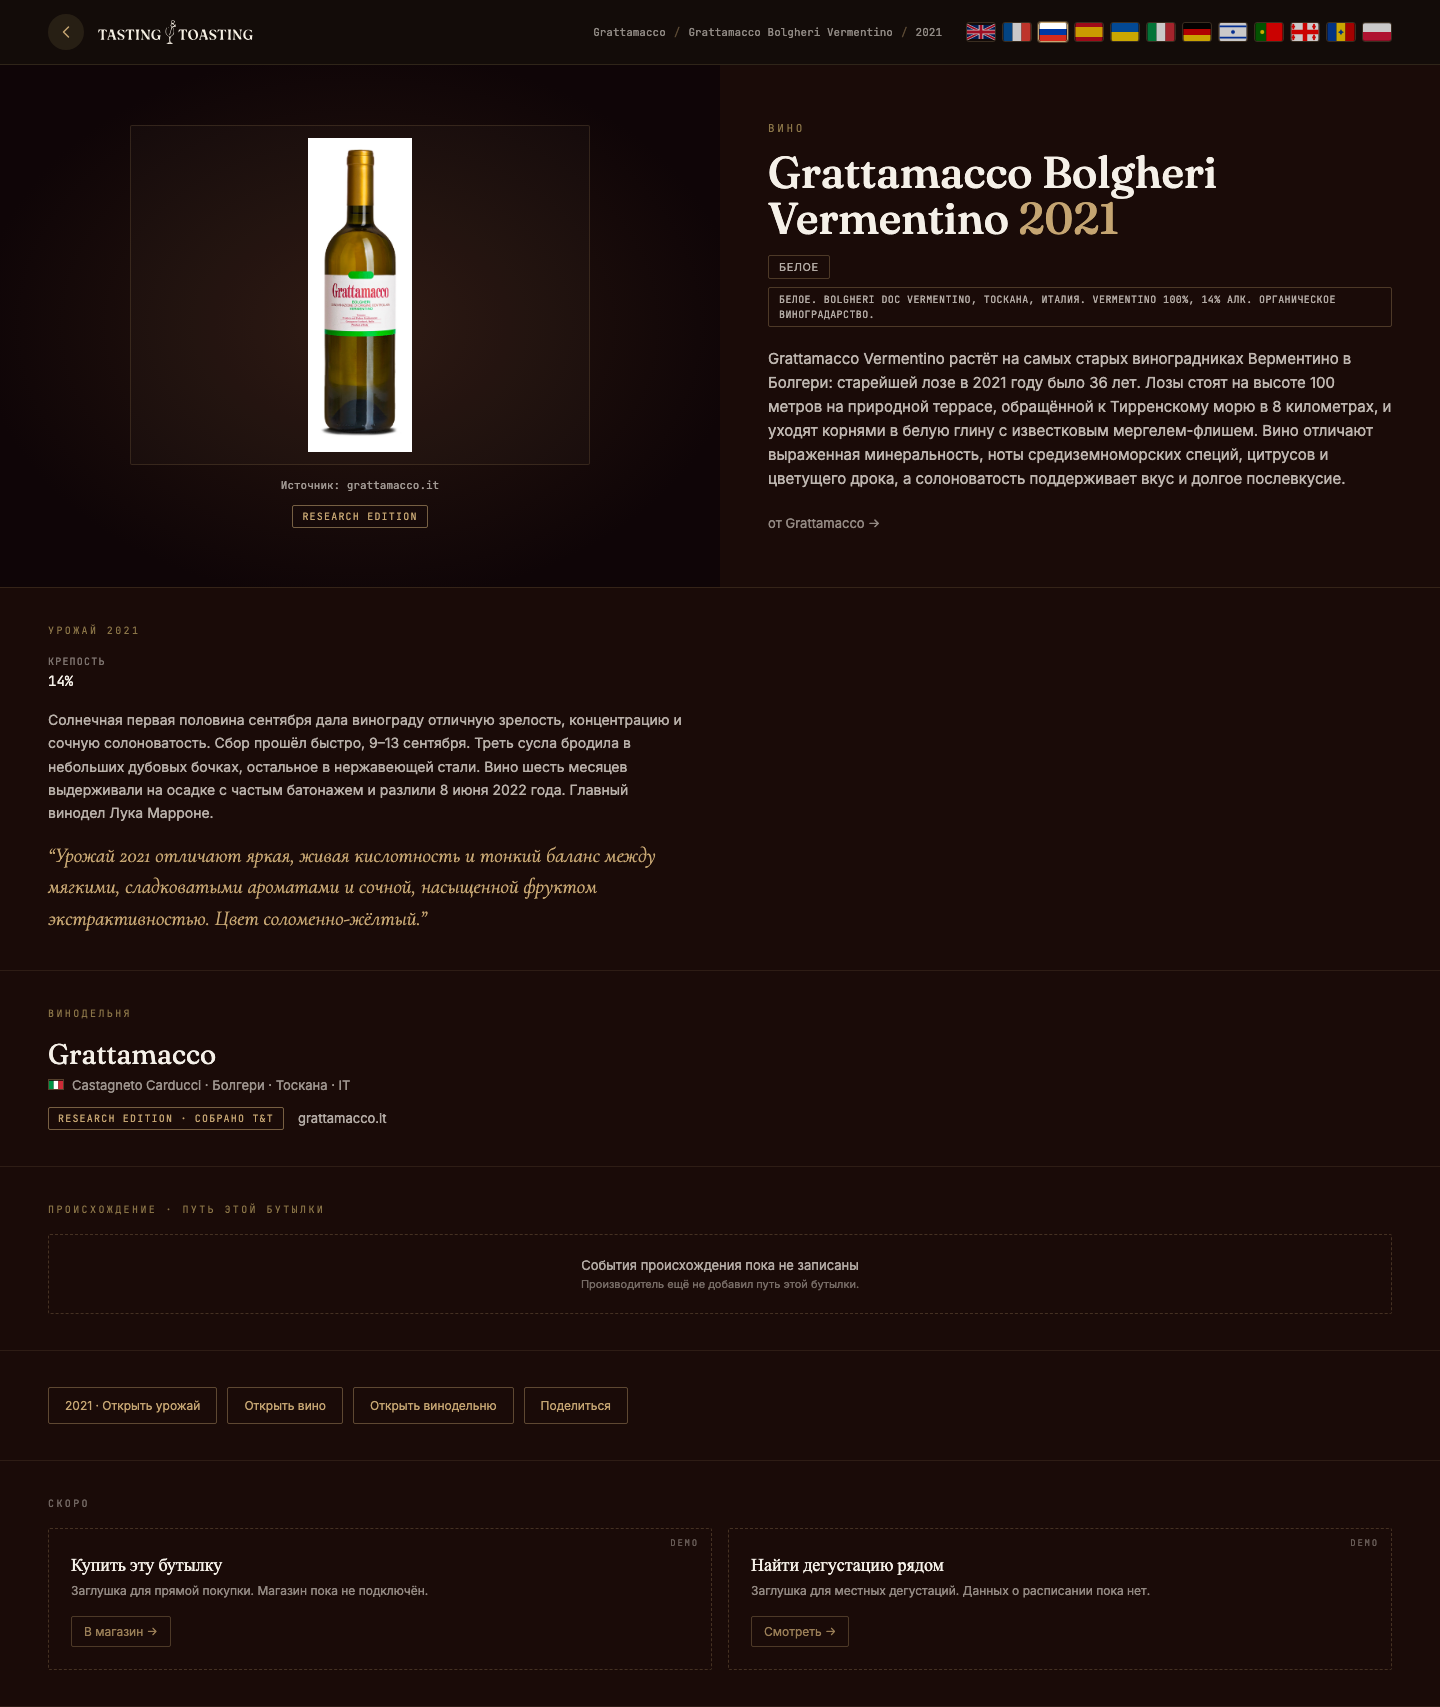 TASTING TOASTING
Grattamacco / Grattamacco Bolgheri Vermentino / 2021
Grattamacco
BOLGHERI
VERMENTINO
Источник: grattamacco.it
RESEARCH EDITION
ВИНО
Grattamacco Bolgheri
Vermentino 2021
БЕЛОЕ
БЕЛОЕ. BOLGHERI DOC VERMENTINO, ТОСКАНА, ИТАЛИЯ. VERMENTINO 100%, 14% АЛК. ОРГАНИЧЕСКОЕ
ВИНОГРАДАРСТВО.
Grattamacco Vermentino растёт на самых старых виноградниках Верментино в
Болгери: старейшей лозе в 2021 году было 36 лет. Лозы стоят на высоте 100
метров на природной террасе, обращённой к Тирренскому морю в 8 километрах, и
уходят корнями в белую глину с известковым мергелем-флишем. Вино отличают
выраженная минеральность, ноты средиземноморских специй, цитрусов и
цветущего дрока, а солоноватость поддерживает вкус и долгое послевкусие.
от Grattamacco →
УРОЖАЙ 2021
КРЕПОСТЬ
14%
Солнечная первая половина сентября дала винограду отличную зрелость, концентрацию и
сочную солоноватость. Сбор прошёл быстро, 9–13 сентября. Треть сусла бродила в
небольших дубовых бочках, остальное в нержавеющей стали. Вино шесть месяцев
выдерживали на осадке с частым батонажем и разлили 8 июня 2022 года. Главный
винодел Лука Марроне.
“Урожай 2021 отличают яркая, живая кислотность и тонкий баланс между
мягкими, сладковатыми ароматами и сочной, насыщенной фруктом
экстрактивностью. Цвет соломенно-жёлтый.”
ВИНОДЕЛЬНЯ
Grattamacco
Castagneto Carducci · Болгери · Тоскана · IT
RESEARCH EDITION · СОБРАНО T&T
grattamacco.it
ПРОИСХОЖДЕНИЕ · ПУТЬ ЭТОЙ БУТЫЛКИ
События происхождения пока не записаны
Производитель ещё не добавил путь этой бутылки.
2021 · Открыть урожай
Открыть вино
Открыть винодельню
Поделиться
СКОРО
DEMO
Купить эту бутылку
Заглушка для прямой покупки. Магазин пока не подключён.
В магазин →
DEMO
Найти дегустацию рядом
Заглушка для местных дегустаций. Данных о расписании пока нет.
Смотреть →